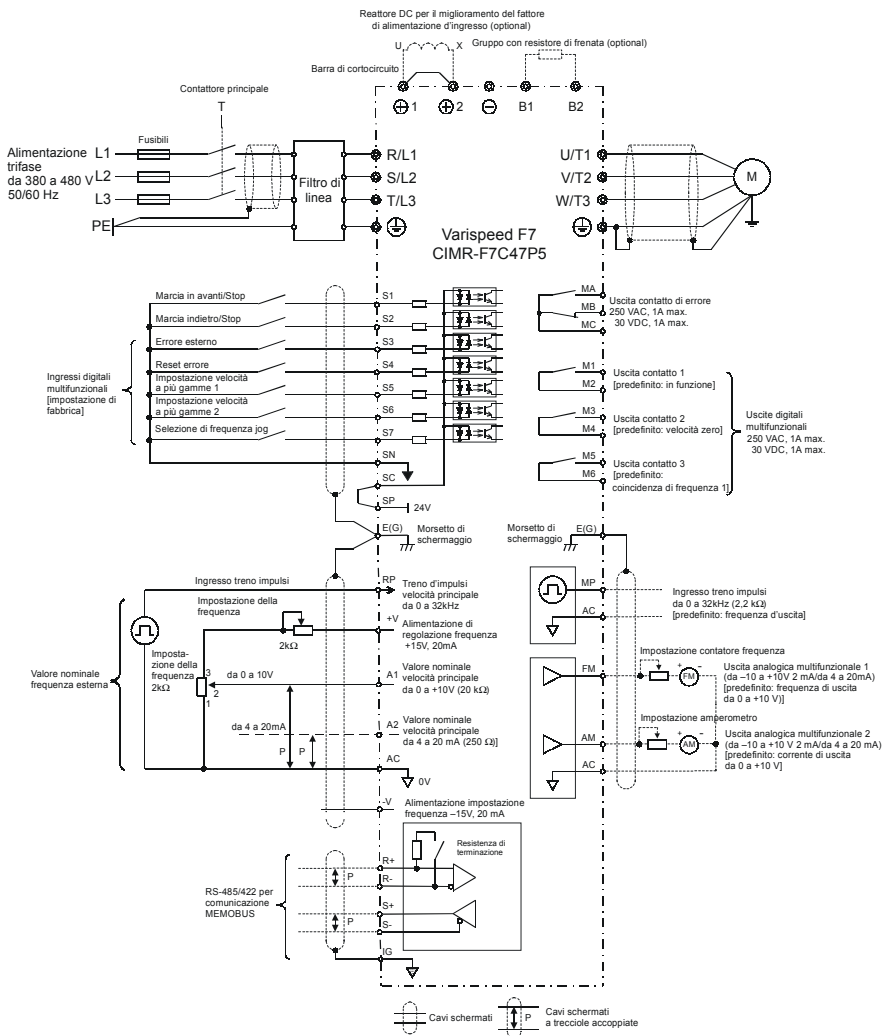 Reattore DC per il miglioramento del fattore
di alimentazione d'ingresso (optional)
U X
Gruppo con resistore di frenata (optional)
Barra di cortocircuito
Contattore principale
T
1 2 B1 B2
Fusibili
Alimentazione
trifase
da 380 a 480 V
50/60 Hz
L1
L2
L3
PE
Filtro di
linea
R/L1
S/L2
T/L3
U/T1
V/T2
W/T3
M
Varispeed F7
CIMR-F7C47P5
Ingressi digitali
multifunzionali
[impostazione di
fabbrica]
Marcia in avanti/Stop
Marcia indietro/Stop
Errore esterno
Reset errore
Impostazione velocità
a più gamme 1
Impostazione velocità
a più gamme 2
Selezione di frequenza jog
S1
S2
S3
S4
S5
S6
S7
SN
SC
SP
24V
E(G)
Morsetto di
schermaggio
MA
MB
MC
Uscita contatto di errore
250 VAC, 1A max.
30 VDC, 1A max.
M1
M2
Uscita contatto 1
[predefinito: in funzione]
M3
M4
Uscita contatto 2
[predefinito: velocità zero]
M5
M6
Uscita contatto 3
[predefinito:
coincidenza di frequenza 1]
Uscite digitali
multifunzionali
250 VAC, 1A max.
30 VDC, 1A max.
Morsetto di
schermaggio
E(G)
Valore nominale
frequenza esterna
Ingresso treno impulsi
Impostazione della
frequenza
2kΩ
Imposta-
zione della
frequenza
2kΩ
3
2
1
da 0 a 10V
da 4 a 20mA
P P
RP
Treno d'impulsi
velocità principale
da 0 a 32kHz
+V
Alimentazione di
regolazione frequenza
+15V, 20mA
A1
Valore nominale
velocità principale
da 0 a +10V (20 kΩ)
A2
Valore nominale
velocità principale
da 4 a 20 mA (250 Ω)]
AC
0V
-V
Alimentazione impostazione
frequenza –15V, 20 mA
MP
AC
Ingresso treno impulsi
da 0 a 32kHz (2,2 kΩ)
[predefinito: frequenza d'uscita]
Impostazione contatore frequenza
FM
+ –
FM
Uscita analogica multifunzionale 1
(da –10 a +10V 2 mA/da 4 a 20mA)
[predefinito: frequenza di uscita
da 0 a +10 V)]
Impostazione amperometro
AM
+ –
AM
Uscita analogica multifunzionale 2
(da –10 a +10 V 2 mA/da 4 a 20 mA)
[predefinito: corrente di uscita
da 0 a +10 V]
AC
RS-485/422 per
comunicazione
MEMOBUS
P
P
R+
R-
S+
S-
IG
Resistenza di
terminazione
Cavi schermati
P
Cavi schermati
a trecciole accoppiate